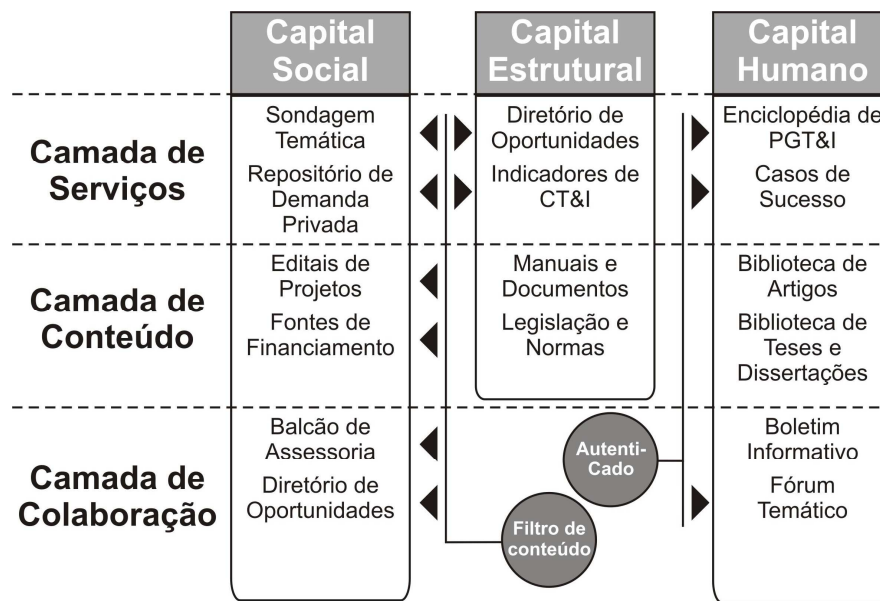 Capital
Social
Capital
Estrutural
Capital
Humano
Camada de
Serviços
Sondagem
Temática
Repositório de
Demanda
Privada
Diretório de
Oportunidades
Indicadores de
CT&I
Enciclopédia de
PGT&I
Casos de
Sucesso
Camada de
Conteúdo
Editais de
Projetos
Fontes de
Financiamento
Manuais e
Documentos
Legislação e
Normas
Biblioteca de
Artigos
Biblioteca de
Teses e
Dissertações
Camada de
Colaboração
Balcão de
Assessoria
Diretório de
Oportunidades
Autenti-
Cado
Filtro de
conteúdo
Boletim
Informativo
Fórum
Temático